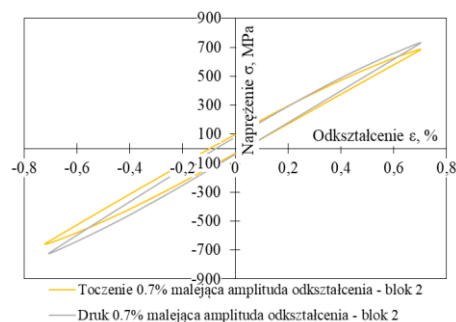 900
700
500
300
100
-100
-300
-500
-700
-900
Naprężenie σ, MPa
Odkształcenie ε, %
-0,8 -0,6 -0,4 -0,2 0 0,2 0,4 0,6 0,8
Toczenie 0.7% malejąca amplituda odkształcenia - blok 2
Druk 0.7% malejąca amplituda odkształcenia - blok 2